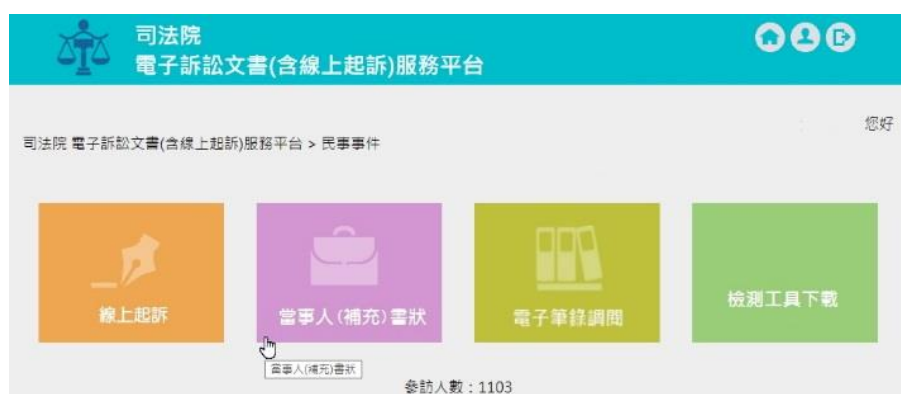 司法院
電子訴訟文書(含線上起訴)服務平台
您好
司法院 電子訴訟文書(含線上起訴)服務平台 > 民事事件
線上起訴
當事人(補充)書狀
電子筆錄調閱
檢測工具下載
當事人(補充)書狀
參訪人數：1103